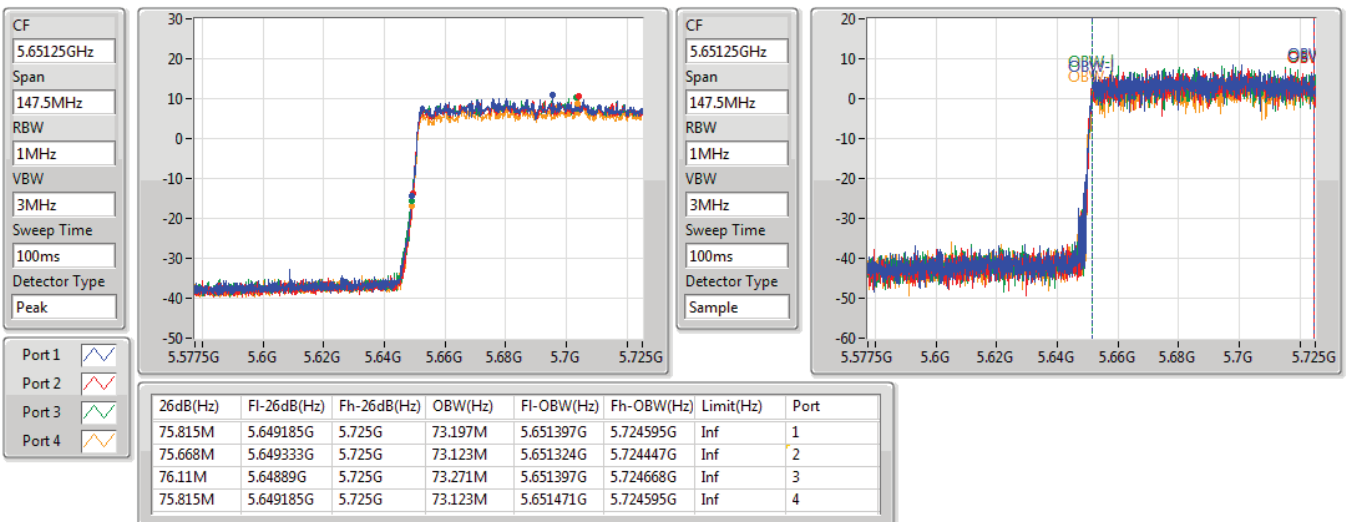 CF
5.65125GHz
Span
147.5MHz
RBW
1MHz
VBW
3MHz
Sweep Time
100ms
Detector Type
Peak
30
20
10
0
-10
-20
-30
-40
-50
5.5775G 5.6G 5.62G 5.64G 5.66G 5.68G 5.7G 5.725G
CF
5.65125GHz
Span
147.5MHz
RBW
1MHz
VBW
3MHz
Sweep Time
100ms
Detector Type
Sample
20
10
0
-10
-20
-30
-40
-50
-60
5.5775G 5.6G 5.62G 5.64G 5.66G 5.68G 5.7G 5.725G
Port 1
Port 2
Port 3
Port 4
26dB(Hz) Fl-26dB(Hz) Fh-26dB(Hz) OBW(Hz) Fl-OBW(Hz) Fh-OBW(Hz) Limit(Hz) Port
75.815M 5.649185G 5.725G 73.197M 5.651397G 5.724595G Inf 1
75.668M 5.649333G 5.725G 73.123M 5.651324G 5.724447G Inf 2
76.11M 5.64889G 5.725G 73.271M 5.651397G 5.724668G Inf 3
75.815M 5.649185G 5.725G 73.123M 5.651471G 5.724595G Inf 4